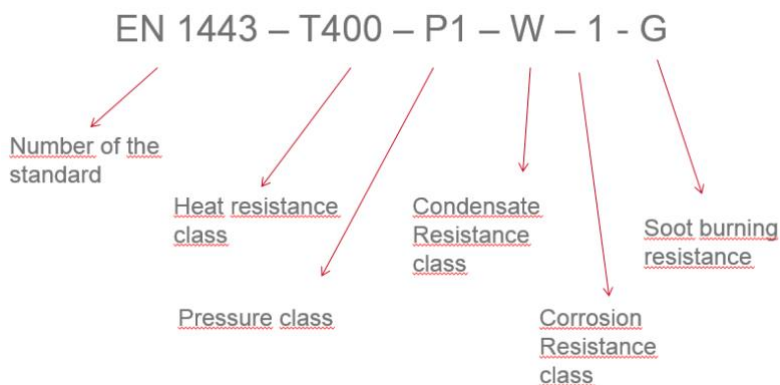 EN 1443 – T400 – P1 – W – 1 - G
Number of the
standard
Heat resistance
class
Condensate
Resistance
class
Soot burning
resistance
Pressure class
Corrosion
Resistance
class